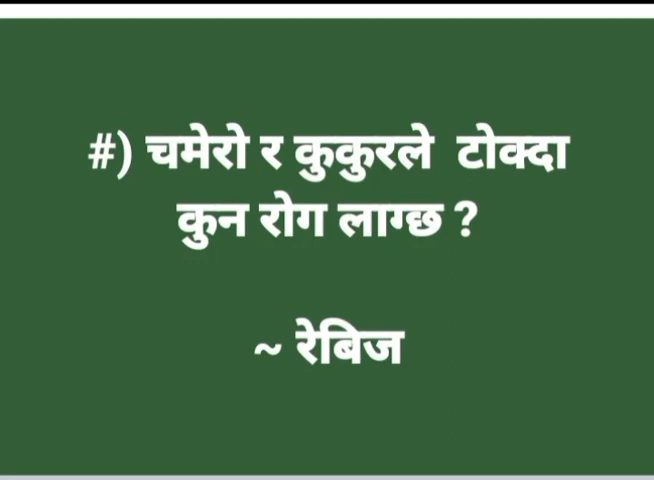 #) चमेरो र कुकुरले टोक्दा
कुन रोग लाग्छ ?
~ रेबिज